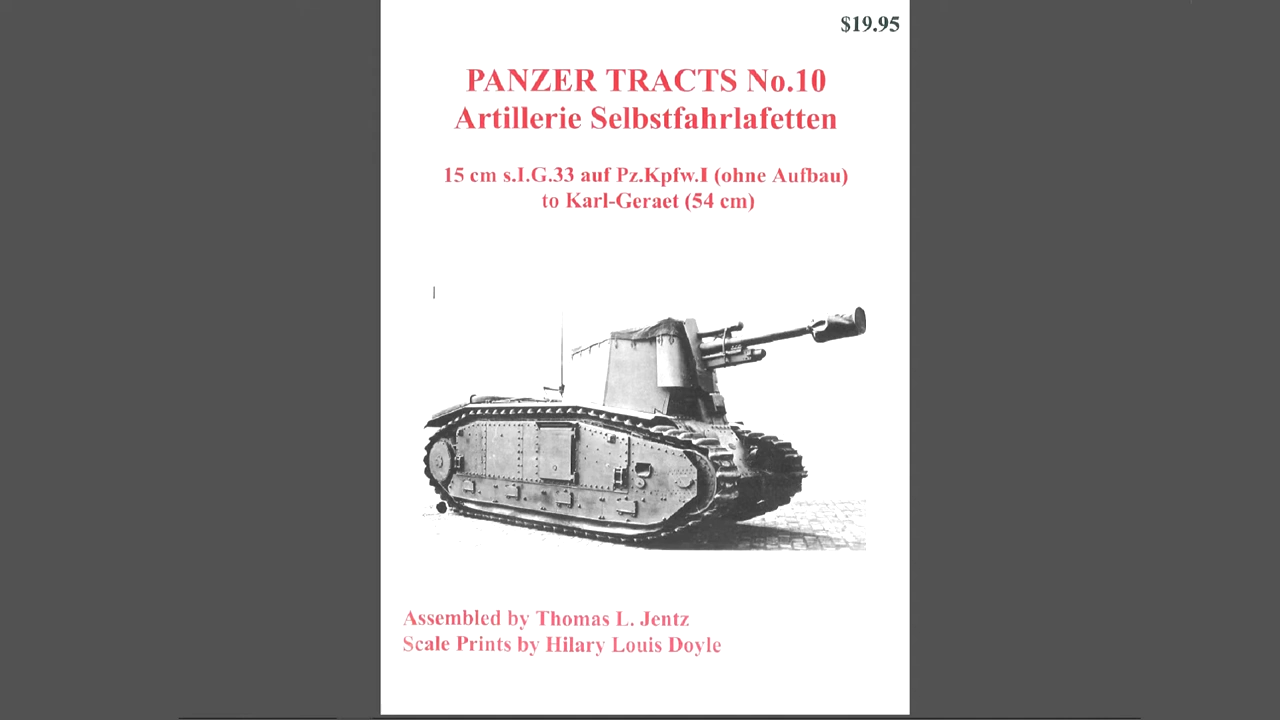 $19.95
PANZER TRACTS No.10
Artillerie Selbstfahrlafetten
15 cm s.I.G.33 auf Pz.Kpfw.I (ohne Aufbau)
to Karl-Geraet (54 cm)
Assembled by Thomas L. Jentz
Scale Prints by Hilary Louis Doyle